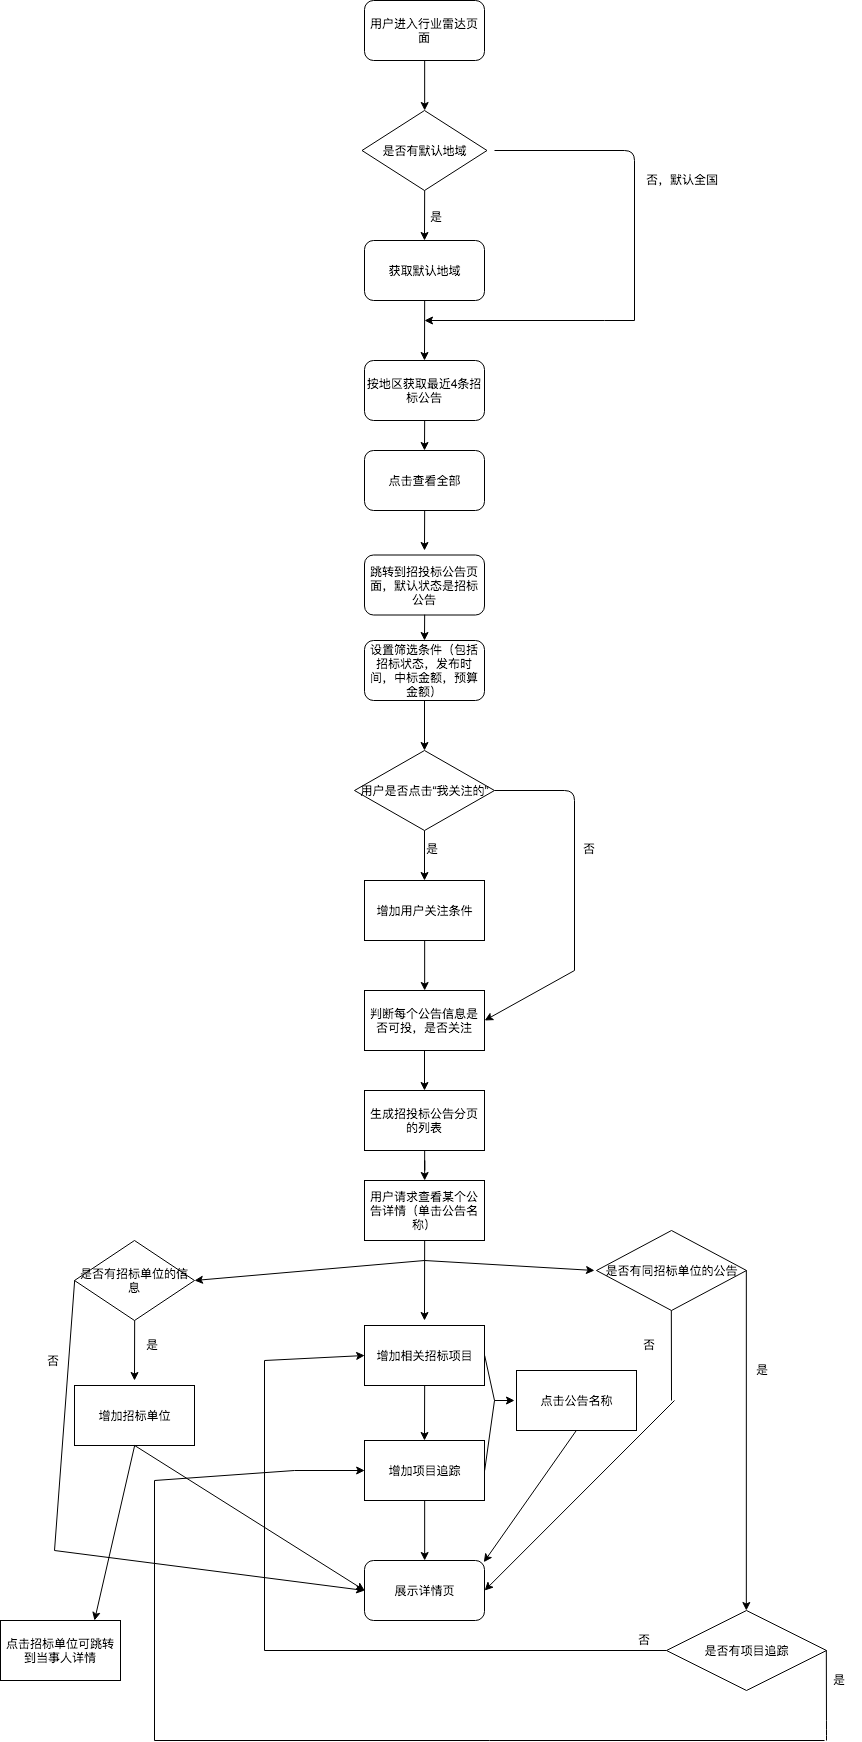 用户进入行业雷达页
面
是否有默认地域
否，默认全国
是
获取默认地域
按地区获取最近4条招
标公告
点击查看全部
跳转到招投标公告页
面，默认状态是招标
公告
设置筛选条件（包括
招标状态，发布时
间，中标金额，预算
金额）
用户是否点击"我关注的"
是
否
增加用户关注条件
判断每个公告信息是
否可投，是否关注
生成招投标公告分页
的列表
用户请求查看某个公
告详情（单击公告名
称）
是否有招标单位的信
息
是否有同招标单位的公告
是
否
否
是
增加相关招标项目
点击公告名称
增加招标单位
增加项目追踪
展示详情页
点击招标单位可跳转
到当事人详情
否
是否有项目追踪
是